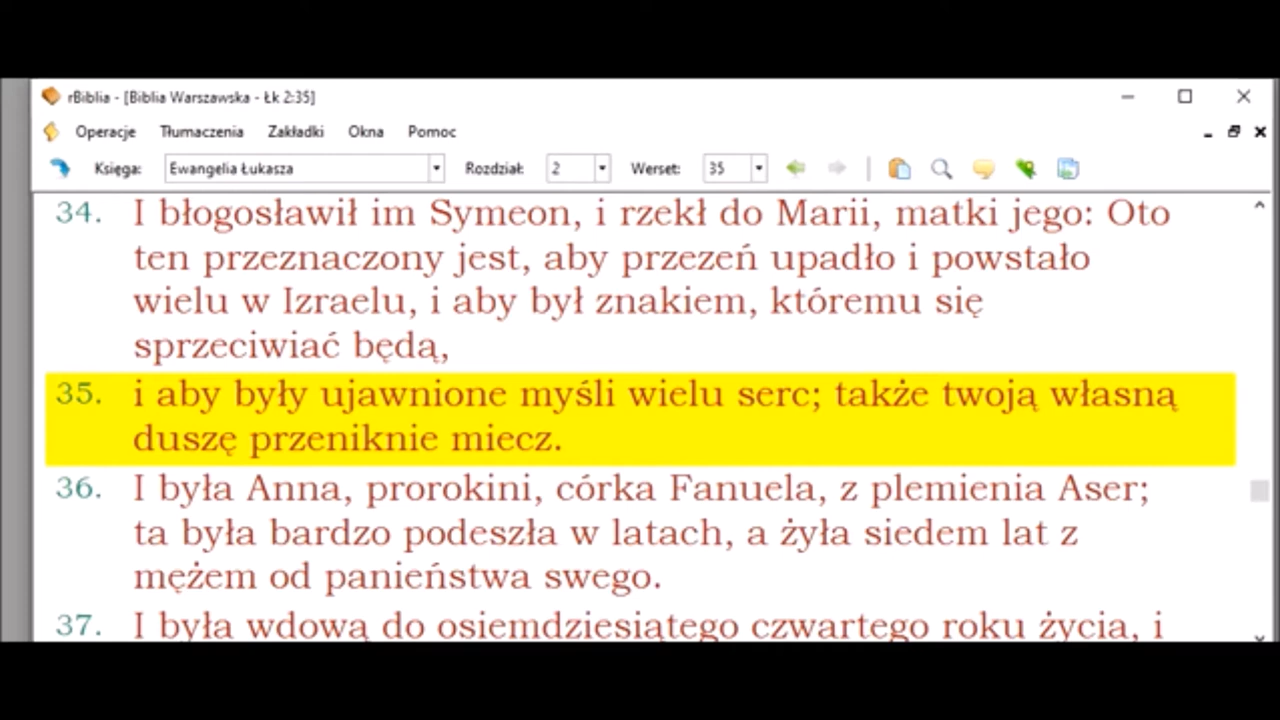 rBiblia - [Biblia Warszawska - Łk 2:35]
Operacje Tłumaczenia Zakładki Okna Pomoc
Księga: Ewangelia Łukasza Rozdział: 2 Werset: 35
34. I błogosławił im Symeon, i rzekł do Marii, matki jego: Oto
ten przeznaczony jest, aby przezeń upadło i powstało
wielu w Izraelu, i aby był znakiem, któremu się
sprzeciwiać będą,
35. i aby były ujawnione myśli wielu serc; także twoją własną
duszę przeniknie miecz.
36. I była Anna, prorokini, córka Fanuela, z plemienia Aser;
ta była bardzo podeszła w latach, a żyła siedem lat z
mężem od panieństwa swego.
37. I była wdową do osiemdziesiątego czwartego roku życia, i